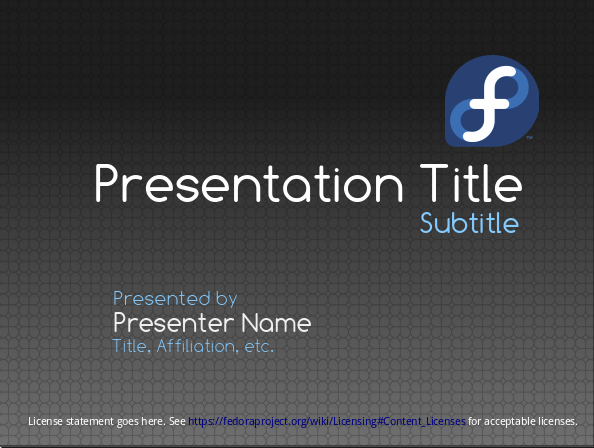 Presentation Title
Subtitle
Presented by
Presenter Name
Title, Affiliation, etc.
License statement goes here. See https://fedoraproject.org/wiki/Licensing#Content_Licenses for acceptable licenses.